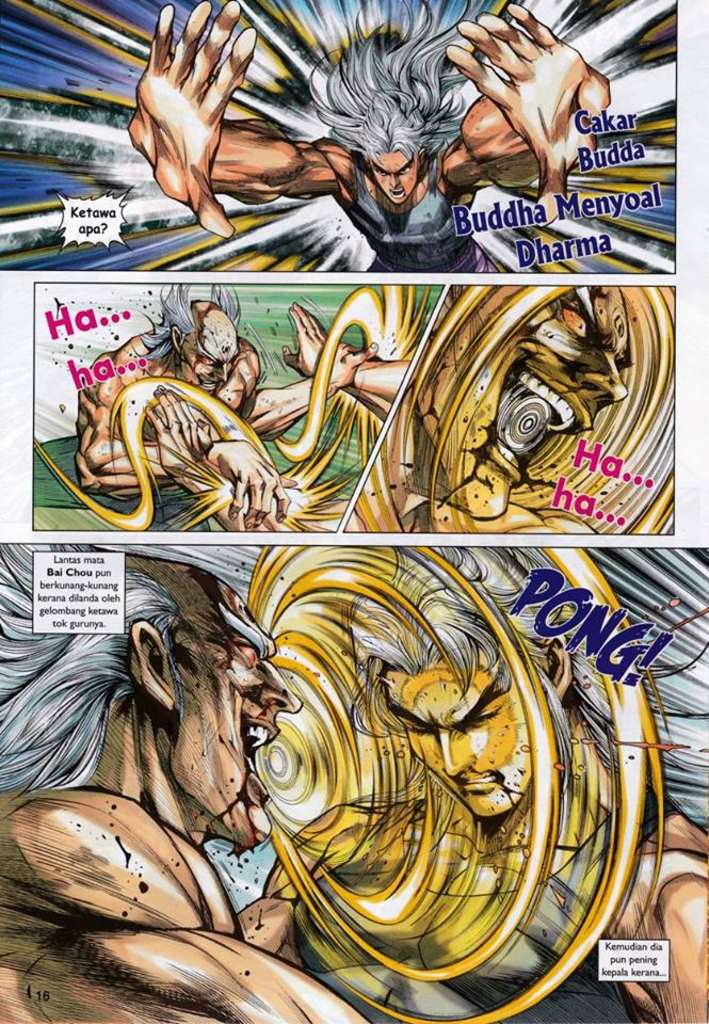 Ketawa
apa?
Cakar
Budda
Buddha Menyoal
Dharma
Ha...
ha...
Ha...
ha...
Lantas mata
Bai Chou pun
berkunang-kunang
kerana dilanda oleh
gelombang ketawa
tok gurunya.
PONG!
Kemudian dia
pun pening
kepala kerana...
16